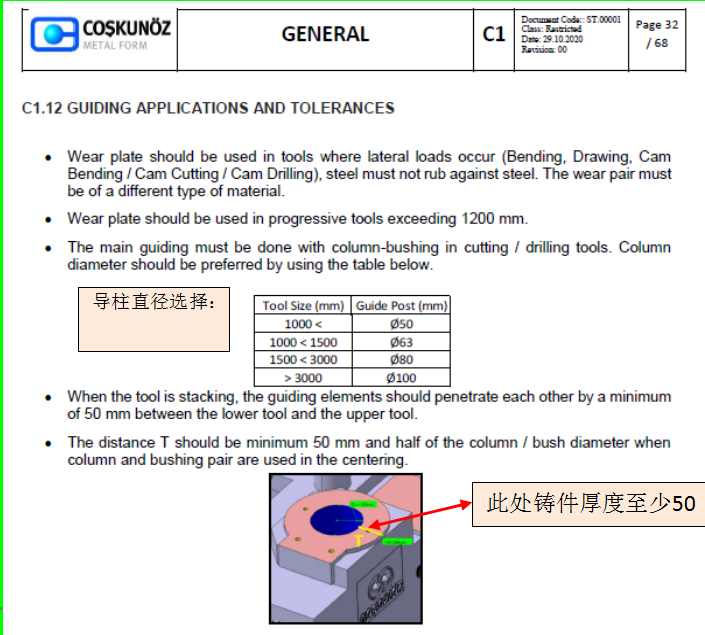 COŞKUNÖZ
METAL FORM
GENERAL
C1
Document Code:: ST.00001
Class: Restricted
Date: 29.10.2020
Revision: 00
Page 32
/ 68
C1.12 GUIDING APPLICATIONS AND TOLERANCES
• Wear plate should be used in tools where lateral loads occur (Bending, Drawing, Cam
Bending / Cam Cutting / Cam Drilling), steel must not rub against steel. The wear pair must
be of a different type of material.
• Wear plate should be used in progressive tools exceeding 1200 mm.
• The main guiding must be done with column-bushing in cutting / drilling tools. Column
diameter should be preferred by using the table below.
导柱直径选择：
Tool Size (mm) Guide Post (mm)
1000 < Ø50
1000 < 1500 Ø63
1500 < 3000 Ø80
> 3000 Ø100
• When the tool is stacking, the guiding elements should penetrate each other by a minimum
of 50 mm between the lower tool and the upper tool.
• The distance T should be minimum 50 mm and half of the column / bush diameter when
column and bushing pair are used in the centering.
此处铸件厚度至少50
T